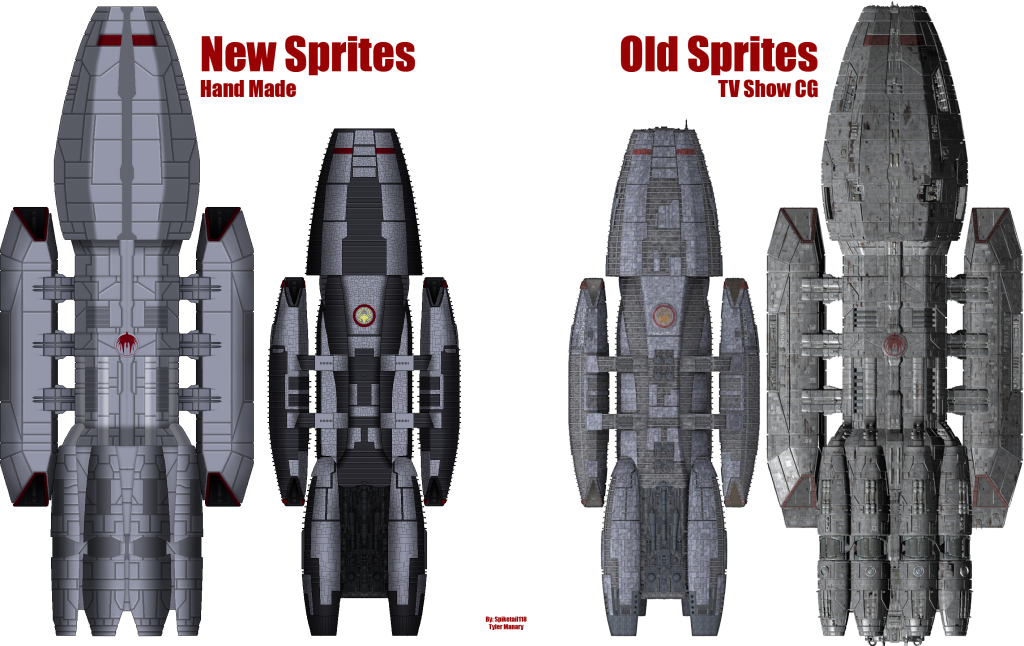 New Sprites
Hand Made
Old Sprites
TV Show CG
By: Spiketail118
Tyler Manary